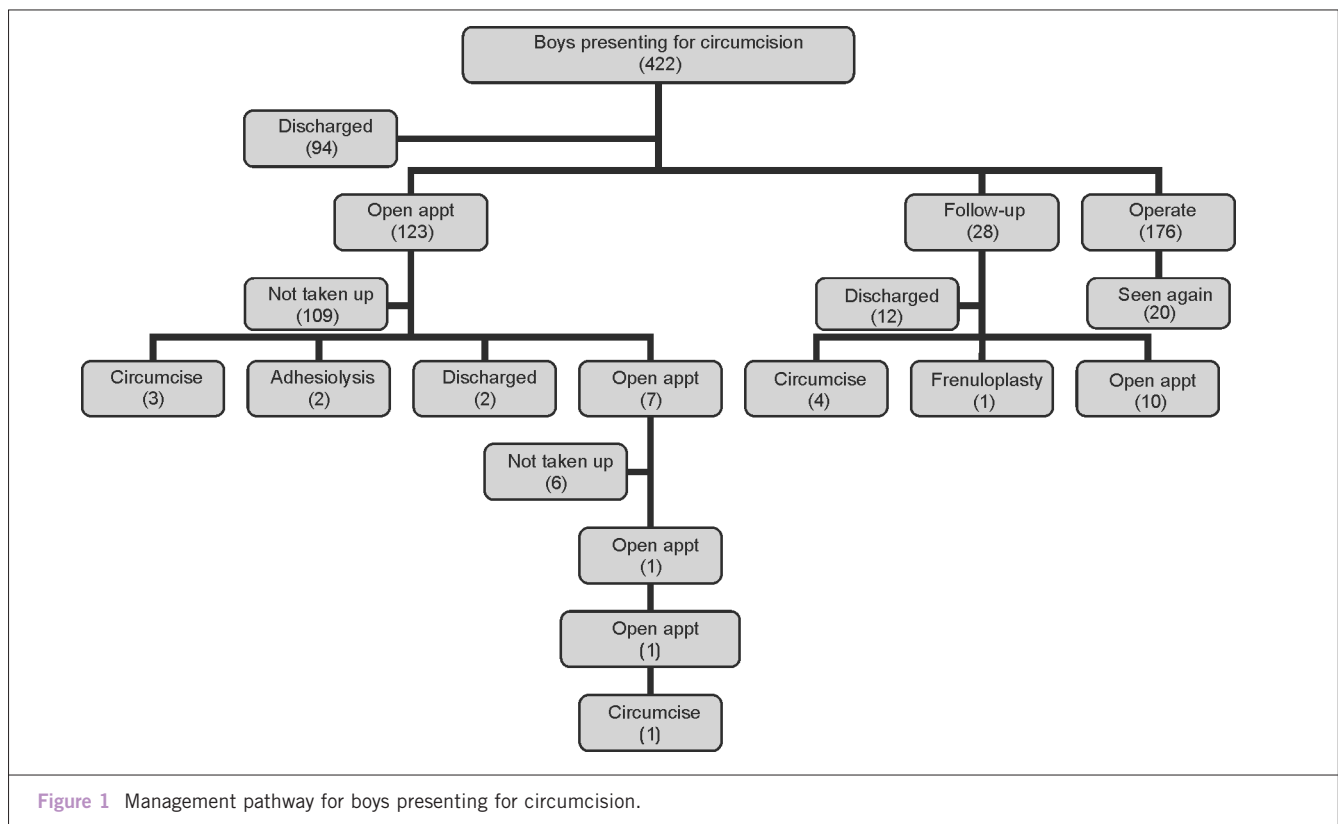 Boys presenting for circumcision
(422)
Discharged
(94)
Open appt
(123)
Follow-up
(28)
Operate
(176)
Not taken up
(109)
Discharged
(12)
Seen again
(20)
Circumcise
(3)
Adhesiolysis
(2)
Discharged
(2)
Open appt
(7)
Circumcise
(4)
Frenuloplasty
(1)
Open appt
(10)
Not taken up
(6)
Open appt
(1)
Open appt
(1)
Circumcise
(1)
Figure 1 Management pathway for boys presenting for circumcision.